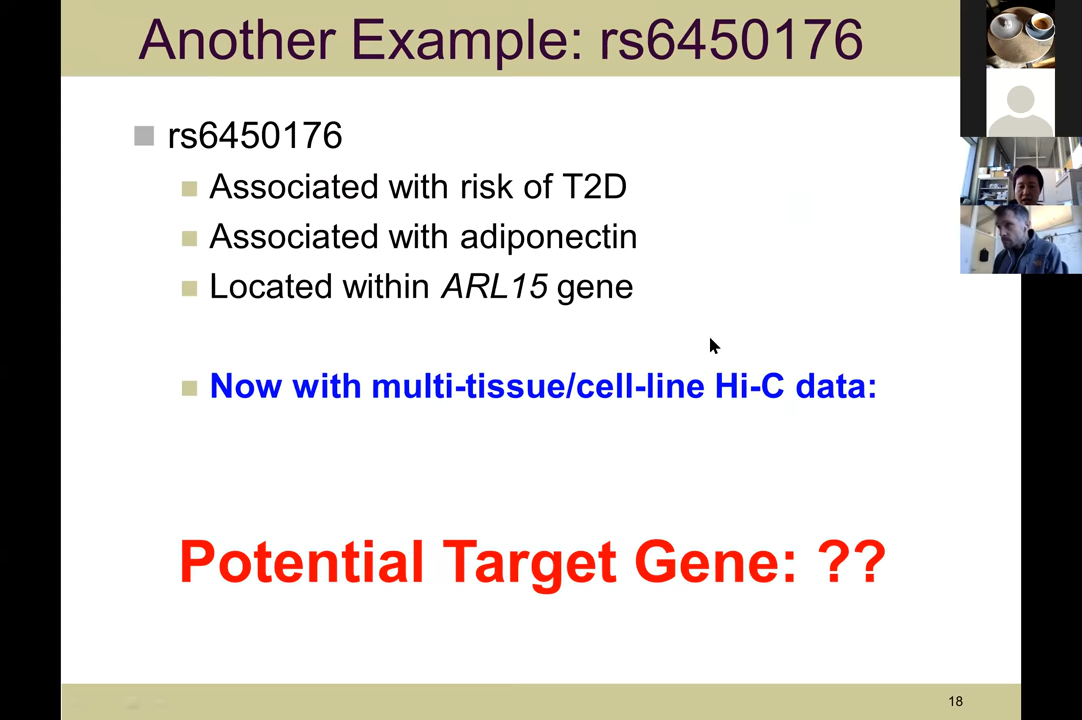 Another Example: rs6450176
rs6450176
Associated with risk of T2D
Associated with adiponectin
Located within ARL15 gene
Now with multi-tissue/cell-line Hi-C data:
Potential Target Gene: ??
18